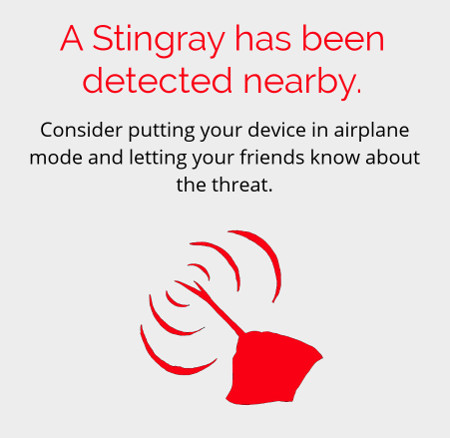 A Stingray has been
detected nearby.
Consider putting your device in airplane
mode and letting your friends know about
the threat.